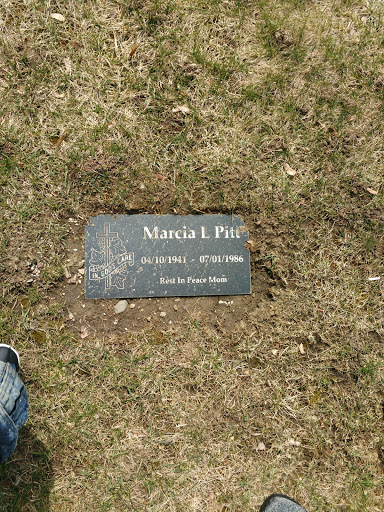 Marcia L Pitt
04/10/1941 - 07/01/1986
Rest In Peace Mom